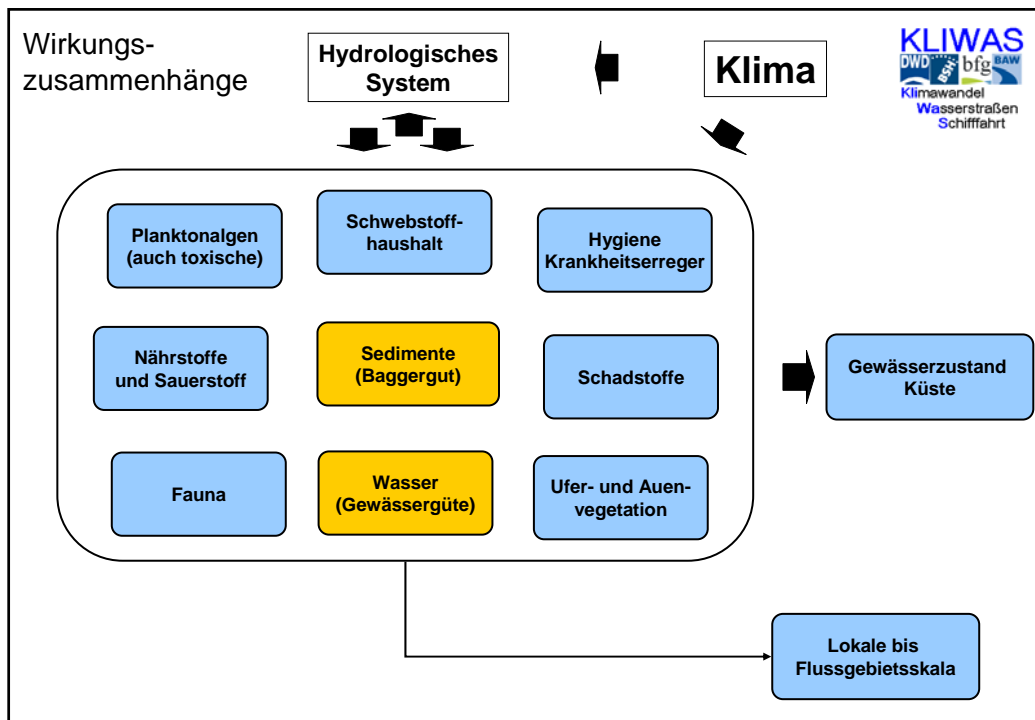 Wirkungs-
zusammenhänge
Hydrologisches
System
Klima
KLIWAS
DWD
BSH
bfg
BAW
Klimawandel
Wasserstraßen
Schifffahrt
Planktonalgen
(auch toxische)
Schwebstoff-
haushalt
Hygiene
Krankheitserreger
Nährstoffe
und Sauerstoff
Sedimente
(Baggergut)
Schadstoffe
Gewässerzustand
Küste
Fauna
Wasser
(Gewässergüte)
Ufer- und Auen-
vegetation
Lokale bis
Flussgebietsskala